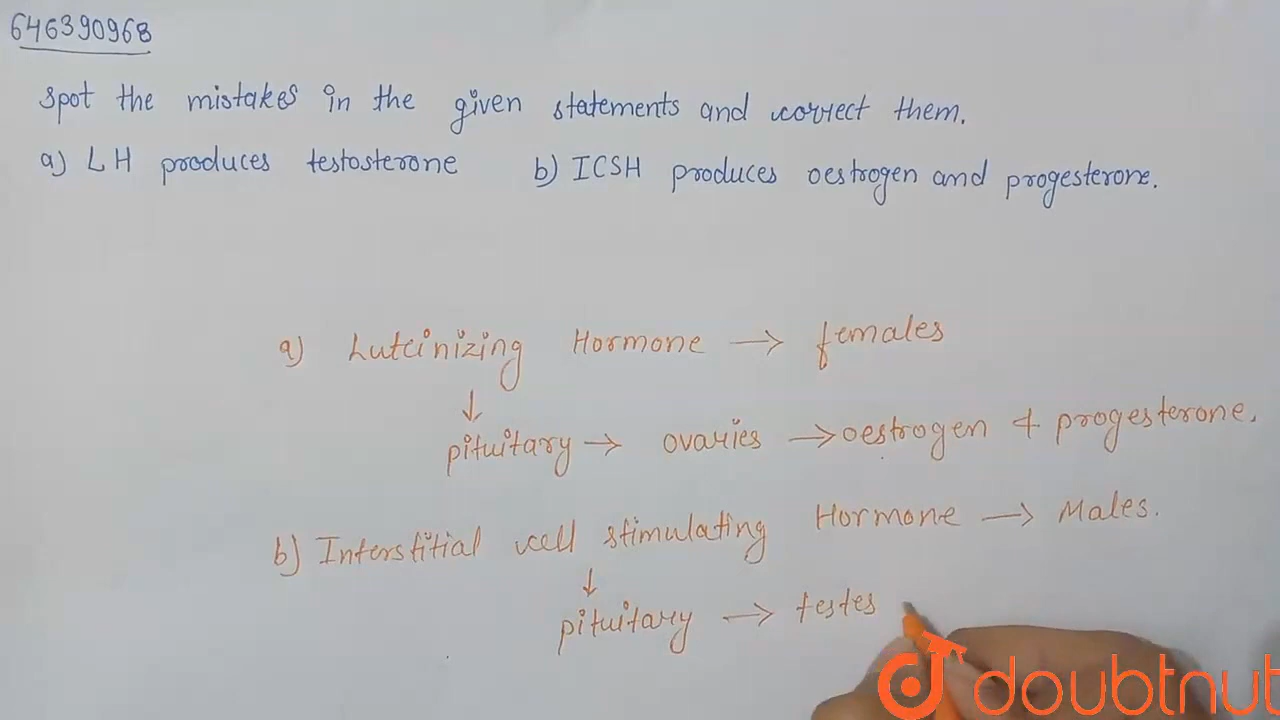 646390968
Spot the mistakes in the given statements and correct them.
a) LH produces testosterone b) ICSH produces oestrogen and progesterone.
a) Luteinizing Hormone → females
↓
pituitary → ovaries → oestrogen & progesterone.
b) Interstitial cell stimulating Hormone → Males.
↓
pituitary → testes
doubtnut